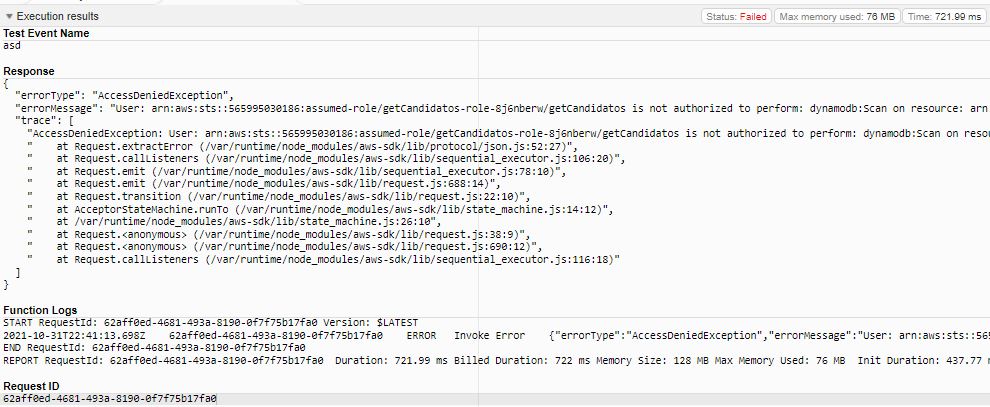 Execution results Status: Failed Max memory used: 76 MB Time: 721.99 ms
Test Event Name
asd
Response
{
"errorType": "AccessDeniedException",
"errorMessage": "User: arn:aws:sts::565995030186:assumed-role/getCandidatos-role-8j6nberw/getCandidatos is not authorized to perform: dynamodb:Scan on resource: arn
"trace": [
"AccessDeniedException: User: arn:aws:sts::565995030186:assumed-role/getCandidatos-role-8j6nberw/getCandidatos is not authorized to perform: dynamodb:Scan on reso
"    at Request.extractError (/var/runtime/node_modules/aws-sdk/lib/protocol/json.js:52:27)",
"    at Request.callListeners (/var/runtime/node_modules/aws-sdk/lib/sequential_executor.js:106:20)",
"    at Request.emit (/var/runtime/node_modules/aws-sdk/lib/sequential_executor.js:78:10)",
"    at Request.emit (/var/runtime/node_modules/aws-sdk/lib/request.js:688:14)",
"    at Request.transition (/var/runtime/node_modules/aws-sdk/lib/request.js:22:10)",
"    at AcceptorStateMachine.runTo (/var/runtime/node_modules/aws-sdk/lib/state_machine.js:14:12)",
"    at /var/runtime/node_modules/aws-sdk/lib/state_machine.js:26:10",
"    at Request.<anonymous> (/var/runtime/node_modules/aws-sdk/lib/request.js:38:9)",
"    at Request.<anonymous> (/var/runtime/node_modules/aws-sdk/lib/request.js:690:12)",
"    at Request.callListeners (/var/runtime/node_modules/aws-sdk/lib/sequential_executor.js:116:18)"
]
}
Function Logs
START RequestId: 62aff0ed-4681-493a-8190-0f7f75b17fa0 Version: $LATEST
2021-10-31T22:41:13.698Z    62aff0ed-4681-493a-8190-0f7f75b17fa0    ERROR   Invoke Error    {"errorType":"AccessDeniedException","errorMessage":"User: arn:aws:sts::565
END RequestId: 62aff0ed-4681-493a-8190-0f7f75b17fa0
REPORT RequestId: 62aff0ed-4681-493a-8190-0f7f75b17fa0  Duration: 721.99 ms Billed Duration: 722 ms Memory Size: 128 MB Max Memory Used: 76 MB  Init Duration: 437.77 m
Request ID
62aff0ed-4681-493a-8190-0f7f75b17fa0